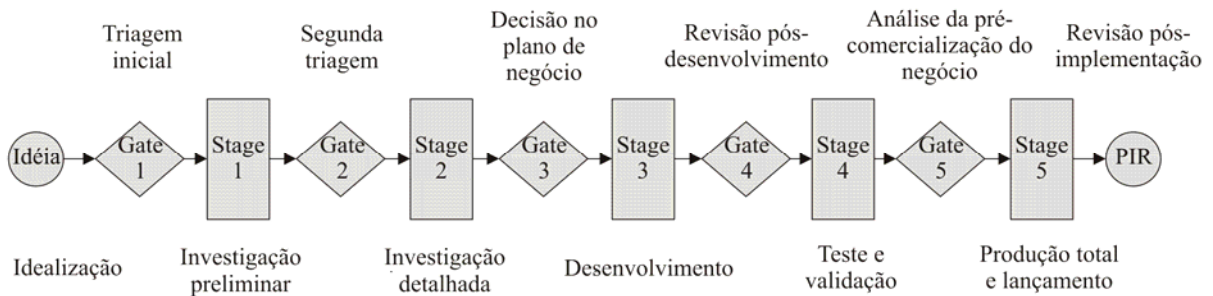 Triagem
inicial
Segunda
triagem
Decisão no
plano de
negócio
Revisão pós-
desenvolvimento
Análise da pré-
comercialização do
negócio
Revisão pós-
implementação
Idéia
Gate
1
Stage
1
Gate
2
Stage
2
Gate
3
Stage
3
Gate
4
Stage
4
Gate
5
Stage
5
PIR
Idealização
Investigação
preliminar
Investigação
detalhada
Desenvolvimento
Teste e
validação
Produção total
e lançamento